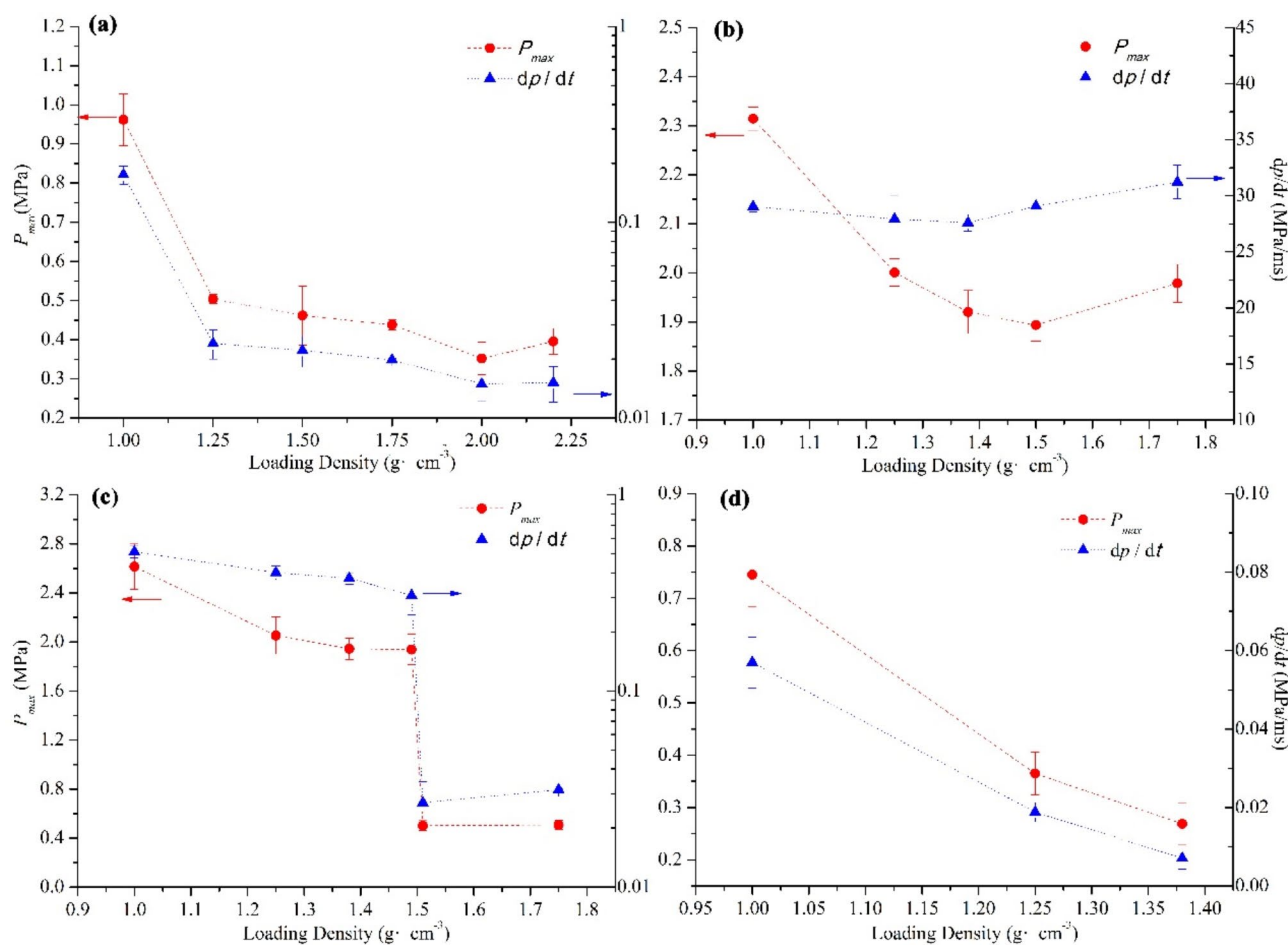 (a)
P_max
dp / dt
P_max(MPa)
1.2
1.1
1.0
0.9
0.8
0.7
0.6
0.5
0.4
0.3
0.2
1
0.1
0.01
1.00 1.25 1.50 1.75 2.00 2.25
Loading Density (g· cm⁻³)
(b)
P_max
dp / dt
2.5
2.4
2.3
2.2
2.1
2.0
1.9
1.8
1.7
45
40
35
30
25
20
15
10
dp/dt (MPa/ms)
0.9 1.0 1.1 1.2 1.3 1.4 1.5 1.6 1.7 1.8
Loading Density (g· cm⁻³)
(c)
P_max
dp / dt
P_max(MPa)
3.2
2.8
2.4
2.0
1.6
1.2
0.8
0.4
0.0
1
0.1
0.01
0.9 1.0 1.1 1.2 1.3 1.4 1.5 1.6 1.7 1.8
Loading Density (g· cm⁻³)
(d)
P_max
dp / dt
0.9
0.8
0.7
0.6
0.5
0.4
0.3
0.2
0.10
0.08
0.06
0.04
0.02
0.00
dp/dt (MPa/ms)
0.95 1.00 1.05 1.10 1.15 1.20 1.25 1.30 1.35 1.40
Loading Density (g· cm⁻³)